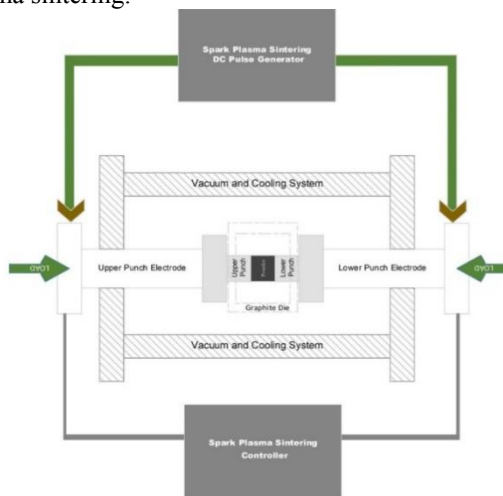 ma sintering.
Spark Plasma Sintering
DC Pulse Generator
Vacuum and Cooling System
LOAD
Upper Punch Electrode
Upper
Punch
Powder
Lower
Punch
Lower Punch Electrode
LOAD
Graphite Die
Vacuum and Cooling System
Spark Plasma Sintering
Controller